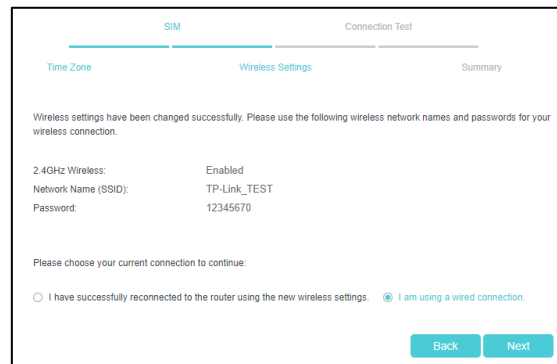 SIM Connection Test
Time Zone Wireless Settings Summary
Wireless settings have been changed successfully. Please use the following wireless network names and passwords for your
wireless connection.
2.4GHz Wireless: Enabled
Network Name (SSID): TP-Link_TEST
Password: 12345670
Please choose your current connection to continue:
I have successfully reconnected to the router using the new wireless settings. I am using a wired connection.
Back Next